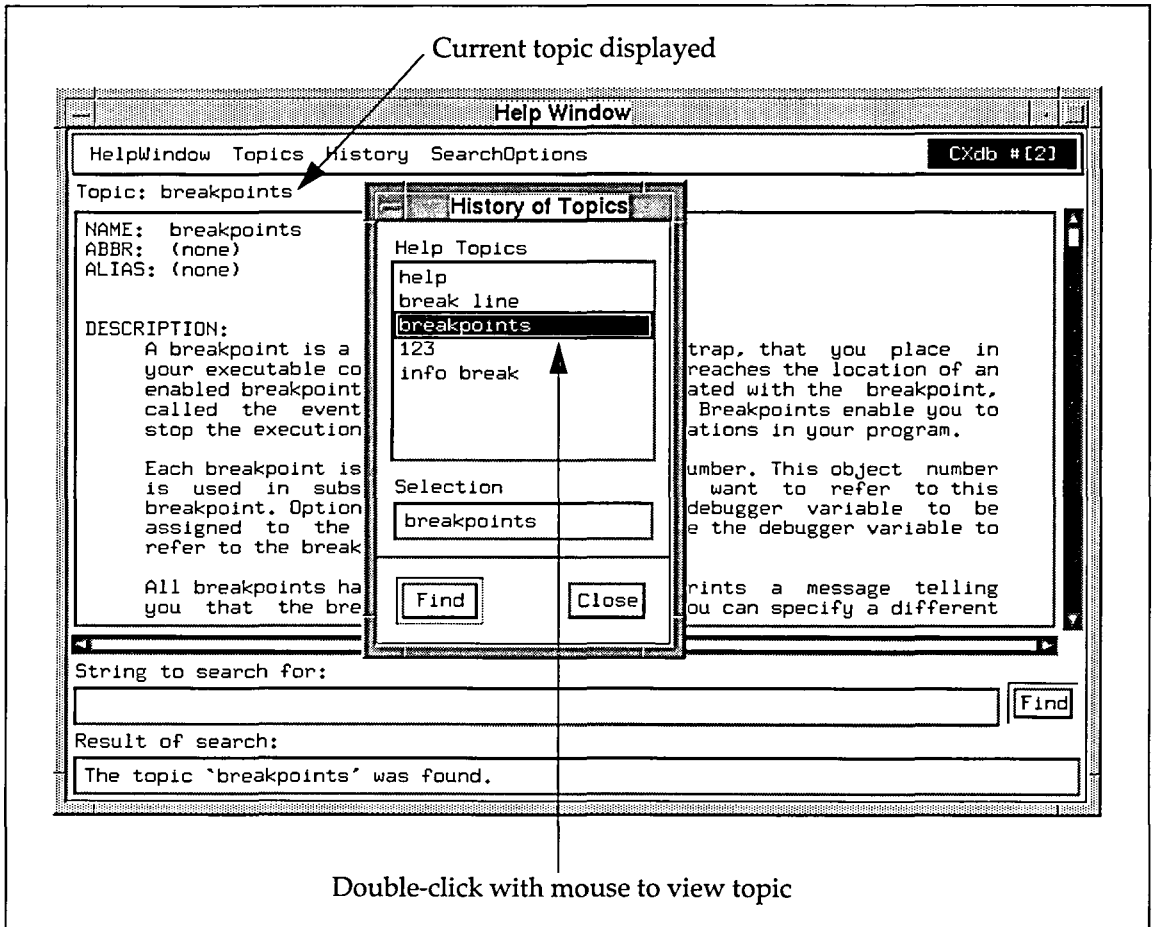 Current topic displayed
Help Window
HelpWindow Topics History SearchOptions
CXdb #[2]
Topic: breakpoints
NAME: breakpoints
ABBR: (none)
ALIAS: (none)
DESCRIPTION:
A breakpoint is a trap, that you place in
your executable co reaches the location of an
enabled breakpoint ated with the breakpoint,
called the event Breakpoints enable you to
stop the execution ations in your program.
Each breakpoint is umber. This object number
is used in subs want to refer to this
breakpoint. Option debugger variable to be
assigned to the e the debugger variable to
refer to the break
All breakpoints ha rints a message telling
you that the bre ou can specify a different
History of Topics
Help Topics
help
break line
breakpoints
123
info break
Selection
breakpoints
Find
Close
String to search for:
Find
Result of search:
The topic `breakpoints' was found.
Double-click with mouse to view topic